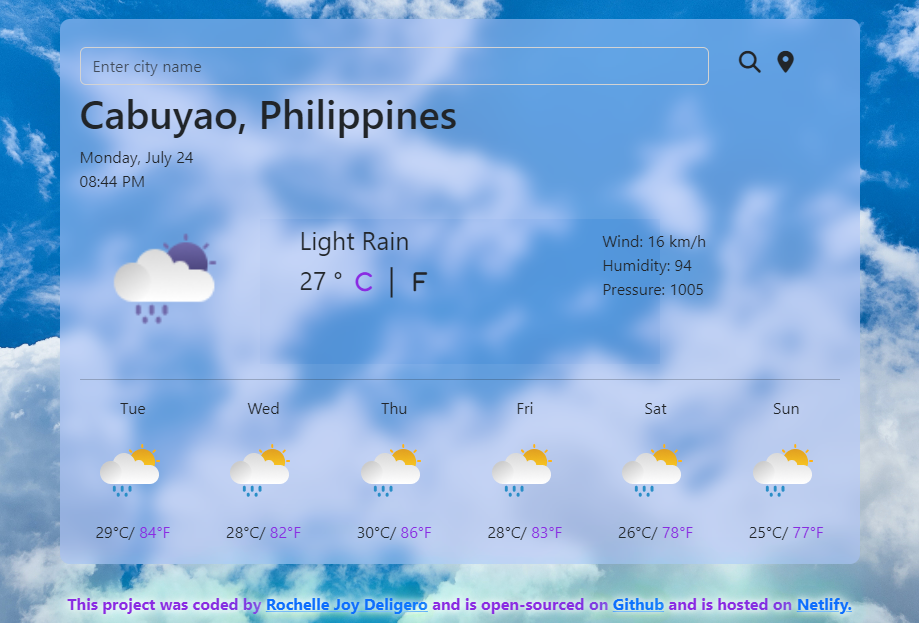 Enter city name
Cabuyao, Philippines
Monday, July 24
08:44 PM
Light Rain
27 ° C | F
Wind: 16 km/h
Humidity: 94
Pressure: 1005
Tue Wed Thu Fri Sat Sun
29°C/ 84°F 28°C/ 82°F 30°C/ 86°F 28°C/ 83°F 26°C/ 78°F 25°C/ 77°F
This project was coded by Rochelle Joy Deligero and is open-sourced on Github and is hosted on Netlify.